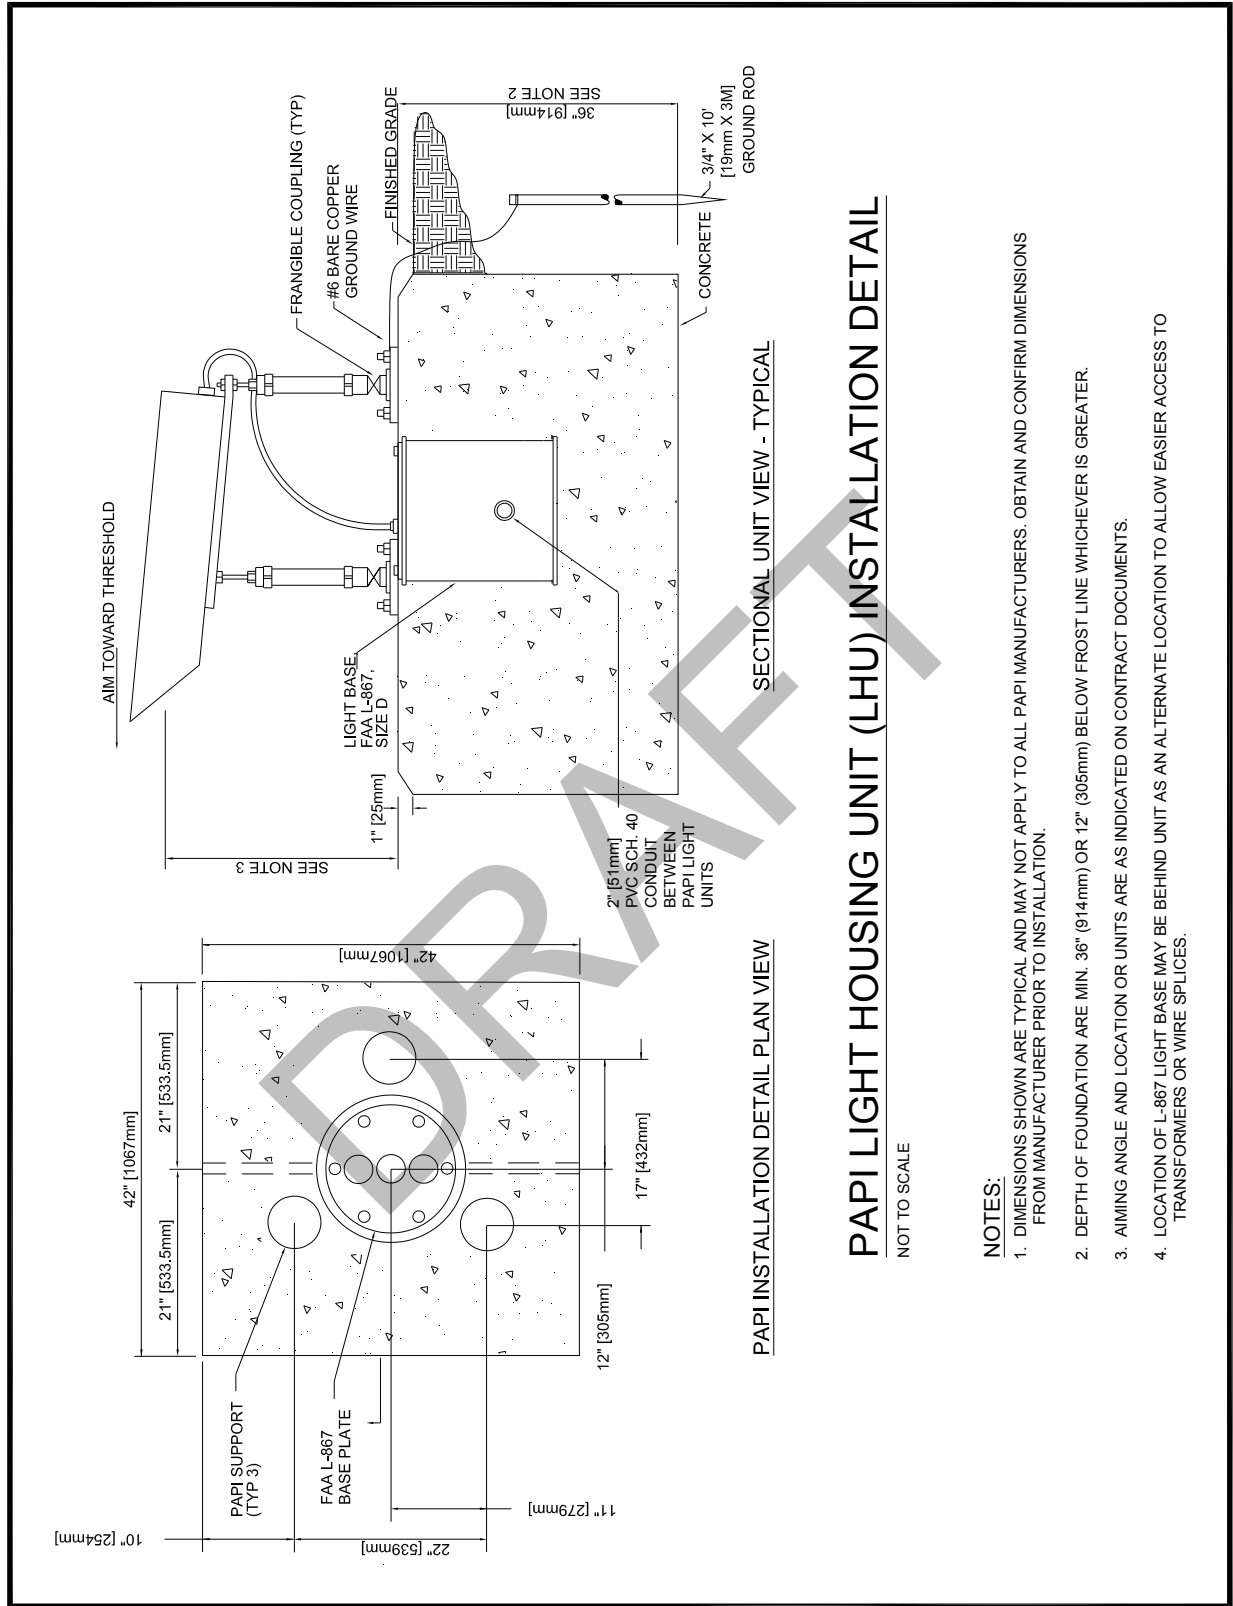 PAPI SUPPORT
(TYP 3)
FAA L-867
BASE PLATE
42" [1067mm]
21" [533.5mm]
21" [533.5mm]
42" [1067mm]
10" [254mm]
22" [539mm]
11" [279mm]
12" [305mm]
17" [432mm]
PAPI INSTALLATION DETAIL PLAN VIEW
AIM TOWARD THRESHOLD
SEE NOTE 3
1" [25mm]
LIGHT BASE,
FAA L-867,
SIZE D
2" [51mm]
PVC SCH. 40
CONDUIT
BETWEEN
PAPI LIGHT
UNITS
FRANGIBLE COUPLING (TYP)
#6 BARE COPPER
GROUND WIRE
FINISHED GRADE
36" [914mm]
SEE NOTE 2
CONCRETE
3/4" X 10'
[19mm X 3M]
GROUND ROD
SECTIONAL UNIT VIEW - TYPICAL
PAPI LIGHT HOUSING UNIT (LHU) INSTALLATION DETAIL
NOT TO SCALE
NOTES:
1. DIMENSIONS SHOWN ARE TYPICAL AND MAY NOT APPLY TO ALL PAPI MANUFACTURERS. OBTAIN AND CONFIRM DIMENSIONS
FROM MANUFACTURER PRIOR TO INSTALLATION.
2. DEPTH OF FOUNDATION ARE MIN. 36" (914mm) OR 12" (305mm) BELOW FROST LINE WHICHEVER IS GREATER.
3. AIMING ANGLE AND LOCATION OR UNITS ARE AS INDICATED ON CONTRACT DOCUMENTS.
4. LOCATION OF L-867 LIGHT BASE MAY BE BEHIND UNIT AS AN ALTERNATE LOCATION TO ALLOW EASIER ACCESS TO
TRANSFORMERS OR WIRE SPLICES.
DRAFT